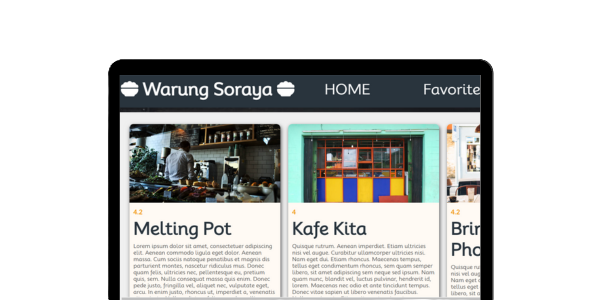 Warung Soraya
HOME
Favorite
4.2
Melting Pot
Lorem ipsum dolor sit amet, consectetuer adipiscing
elit. Aenean commodo ligula eget dolor. Aenean
massa. Cum sociis natoque penatibus et magnis dis
parturient montes, nascetur ridiculus mus. Donec
quam felis, ultricies nec, pellentesque eu, pretium
quis, sem. Nulla consequat massa quis enim. Donec
pede justo, fringilla vel, aliquet nec, vulputate eget,
arcu. In enim justo, rhoncus ut, imperdiet a, venenatis
4
Kafe Kita
Quisque rutrum. Aenean imperdiet. Etiam ultricies
nisi vel augue. Curabitur ullamcorper ultricies nisi.
Nam eget dui. Etiam rhoncus. Maecenas tempus,
tellus eget condimentum rhoncus, sem quam semper
libero, sit amet adipiscing sem neque sed ipsum. Nam
quam nunc, blandit vel, luctus pulvinar, hendrerit id,
lorem. Maecenas nec odio et ante tincidunt tempus.
Donec vitae sapien ut libero venenatis faucibus.
4.2
Brin
Pho
Quisque ru
nisi vel aug
Nam eget d